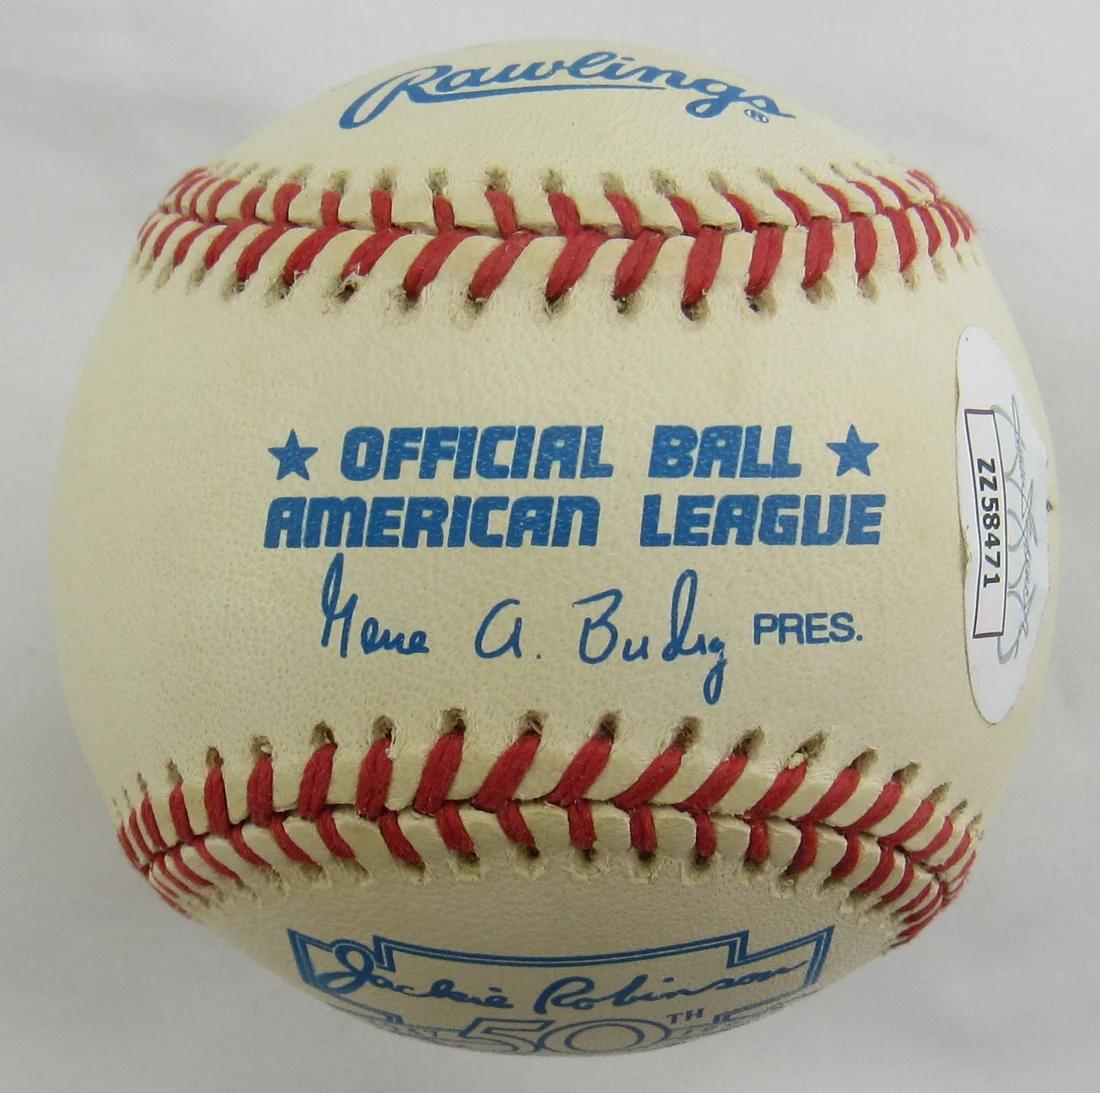 Rawlings®
★ OFFICIAL BALL ★
AMERICAN LEAGUE
Gene A. Budig PRES.
ZZ58471
Jackie Robinson
50TH